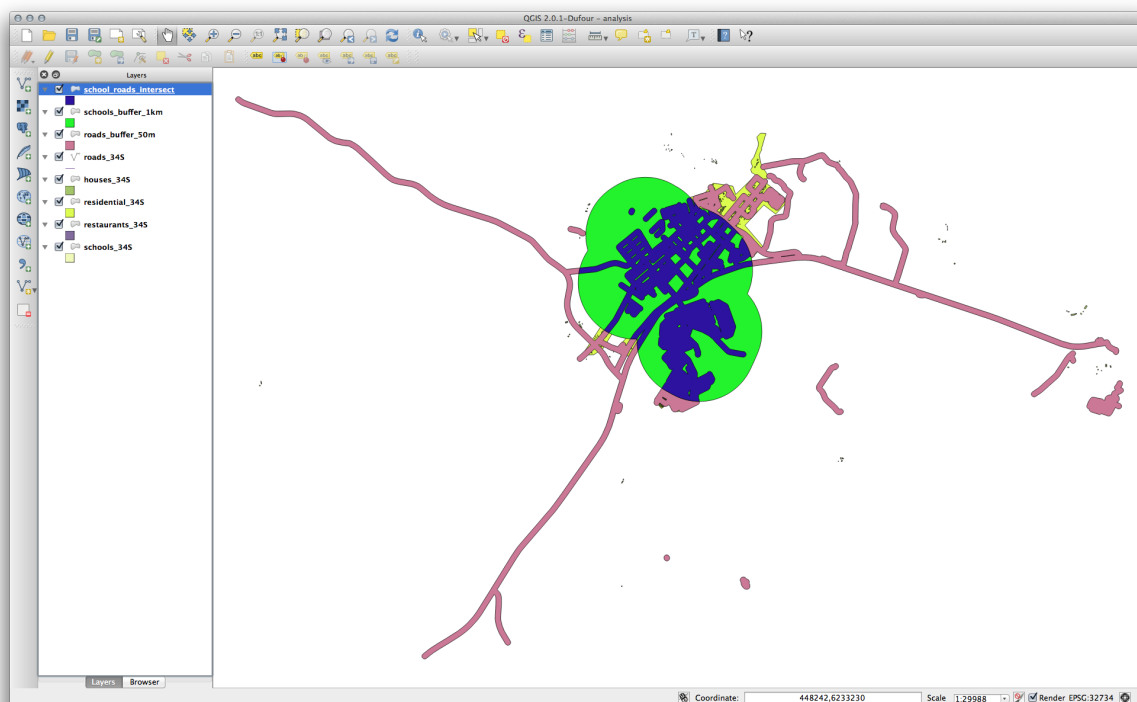 QGIS 2.0.1-Dufour - analysis
Layers
school_roads_intersect
schools_buffer_1km
roads_buffer_50m
roads_34S
houses_34S
residential_34S
restaurants_34S
schools_34S
Layers Browser
Coordinate: 448242,6233230 Scale 1:29988 Render EPSG:32734